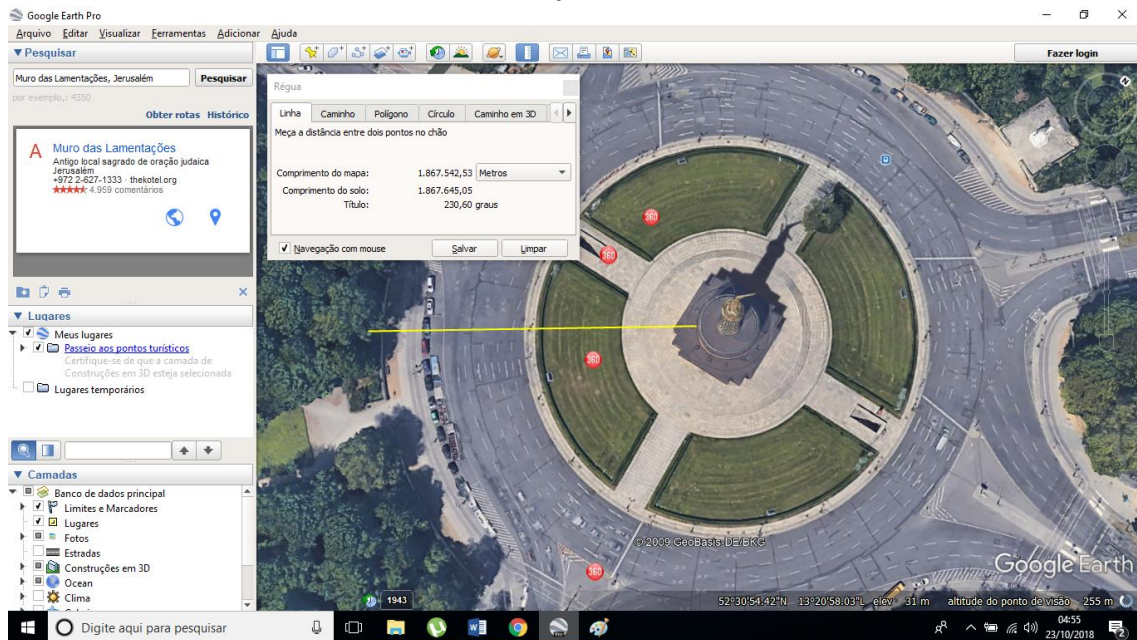 Google Earth Pro
Arquivo Editar Visualizar Ferramentas Adicionar Ajuda
Pesquisar
Fazer login
Muro das Lamentações, Jerusalém
Pesquisar
por exemplo,: 4350
Obter rotas Histórico
A Muro das Lamentações
Antigo local sagrado de oração judaica
Jerusalém
+972 2-627-1333 - thekotel.org
4.959 comentários
Régua
Linha Caminho Polígono Círculo Caminho em 3D
Meça a distância entre dois pontos no chão
Comprimento do mapa: 1.867.542,53 Metros
Comprimento do solo: 1.867.645,05
Título: 230,60 graus
Navegação com mouse Salvar Limpar
360
360
360
360
Lugares
Meus lugares
Passeio aos pontos turísticos
Certifique-se de que a camada de
Construções em 3D esteja selecionada
Lugares temporários
Camadas
Banco de dados principal
Limites e Marcadores
Lugares
Fotos
Estradas
Construções em 3D
Ocean
Clima
© 2009 GeoBasis-DE/BKG
Google Earth
1943
52°30'54.42"N 13°20'58.03"L elev 31 m altitude do ponto de visão 255 m
Digite aqui para pesquisar
04:55
23/10/2018
2